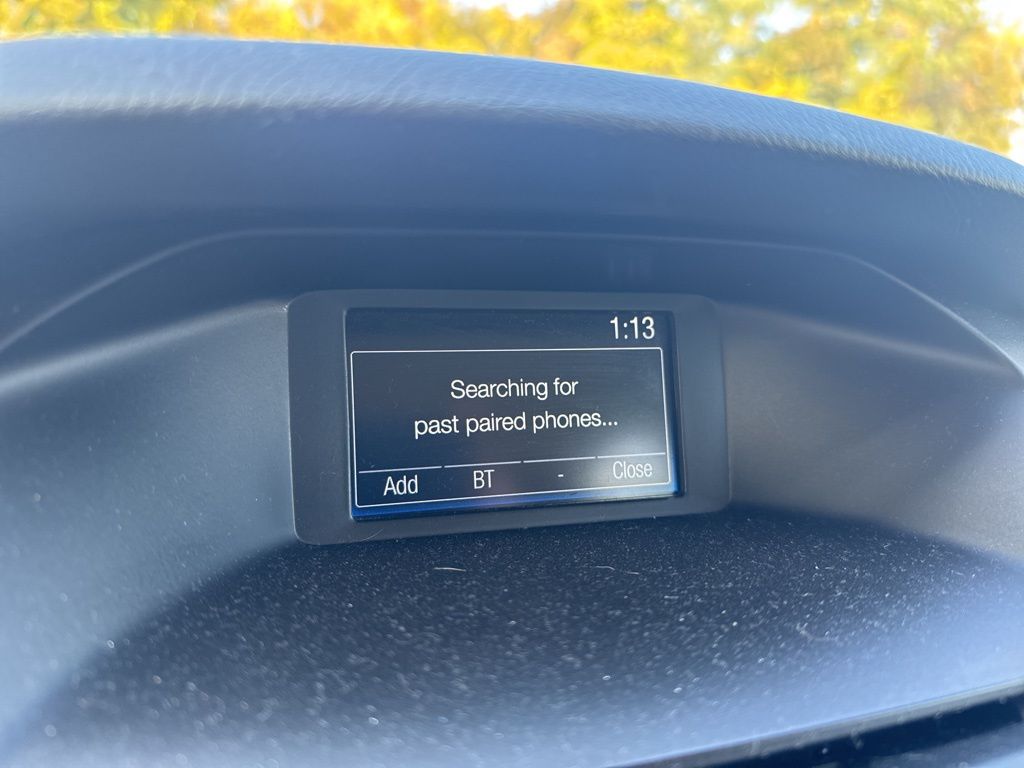 1:13
Searching for
past paired phones...
Add BT - Close